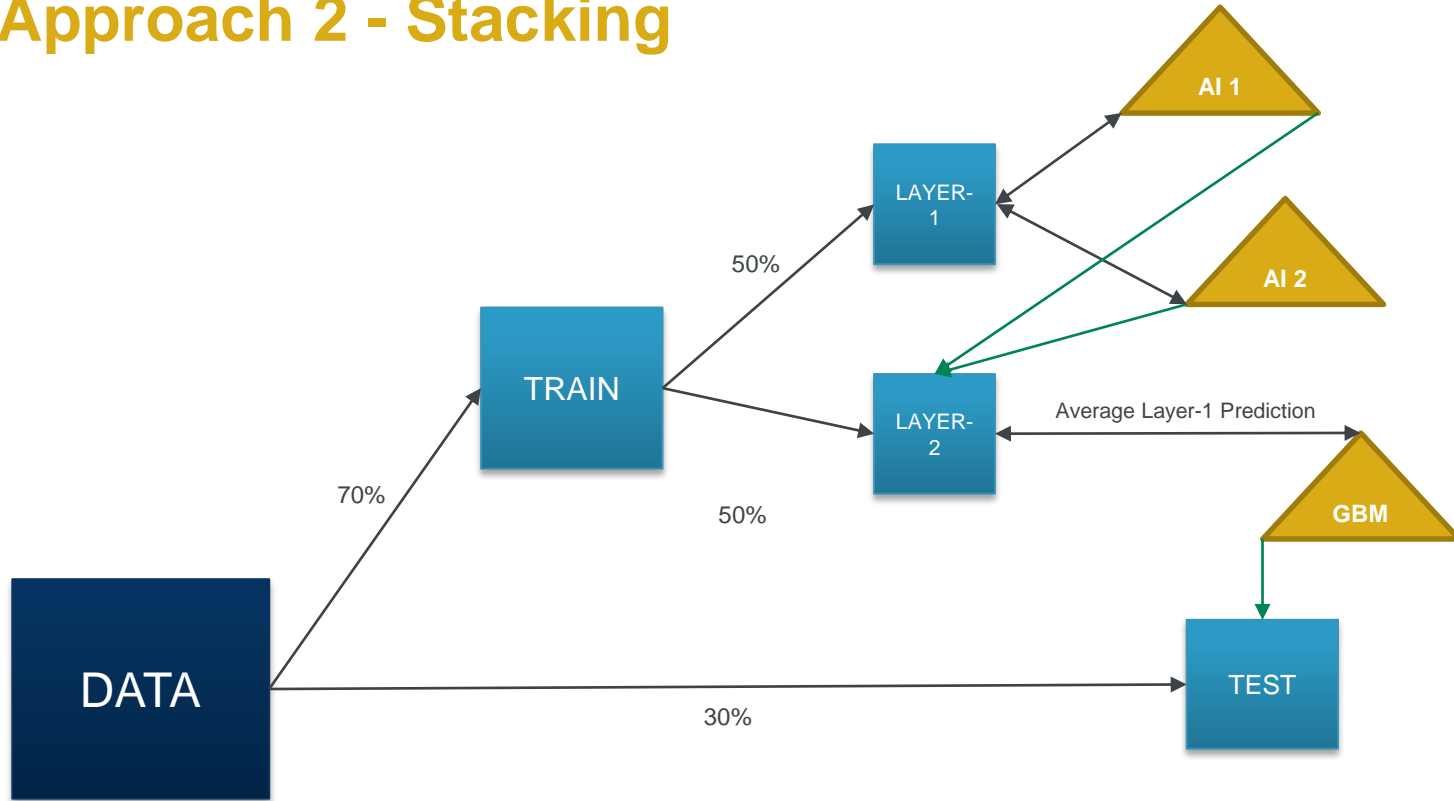 Approach 2 - Stacking
AI 1
LAYER-
1
50%
AI 2
TRAIN
LAYER-
2
Average Layer-1 Prediction
70%
50%
GBM
DATA
30%
TEST